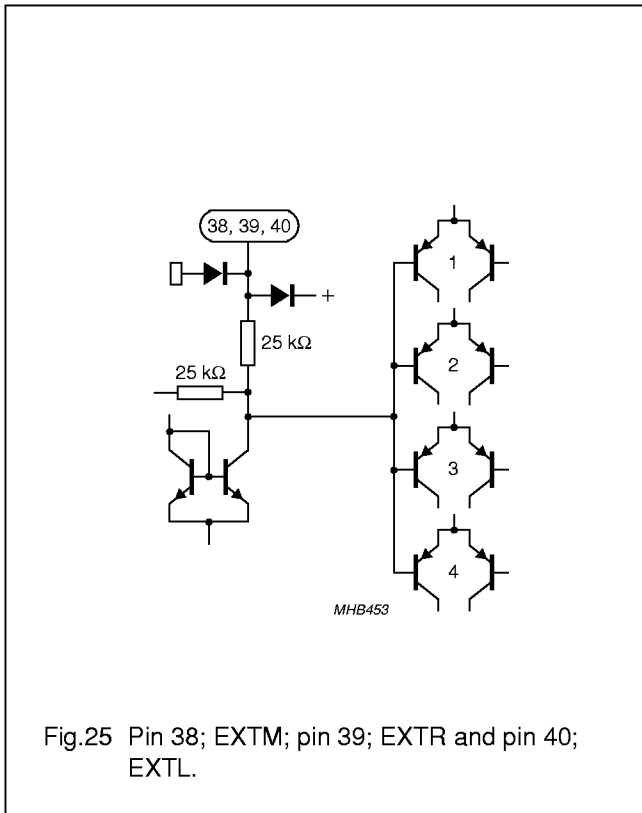 38, 39, 40
+
25 kΩ
25 kΩ
1
2
3
4
MHB453
Fig.25 Pin 38; EXTM; pin 39; EXTR and pin 40;
EXTL.